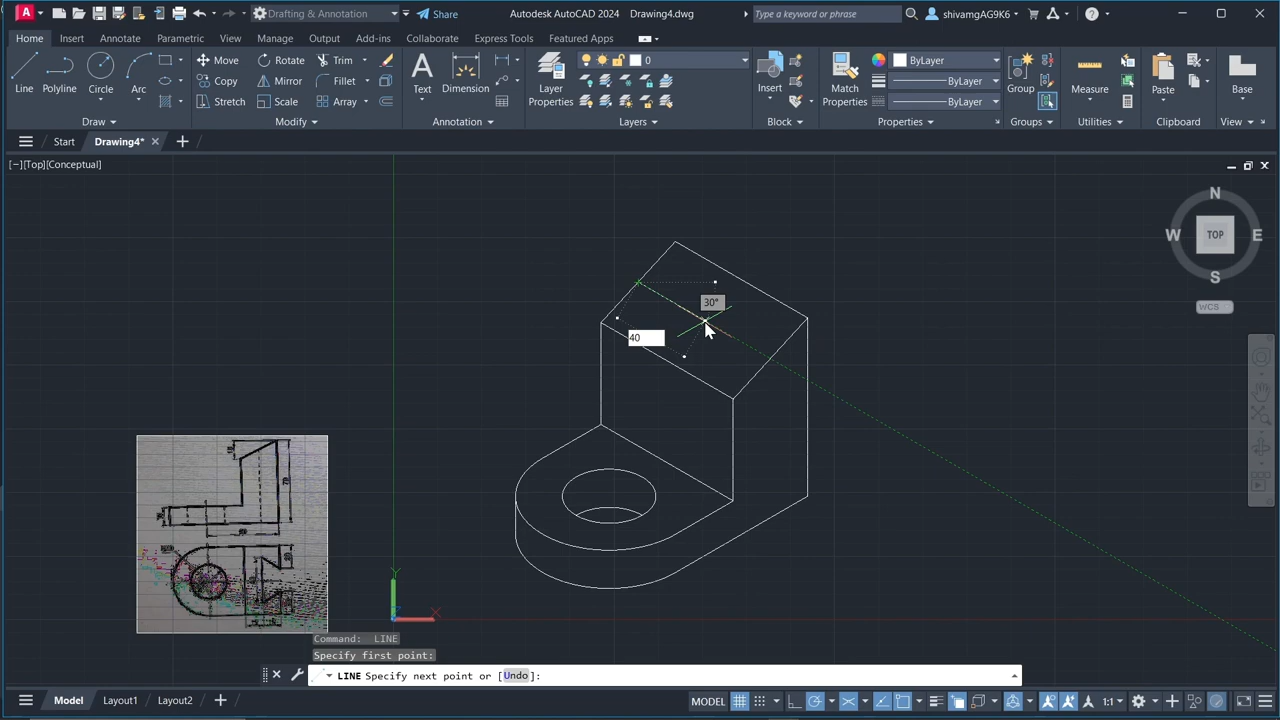 A Drafting & Annotation Share Autodesk AutoCAD 2024 Drawing4.dwg Type a keyword or phrase shivamgAG9K6
Home Insert Annotate Parametric View Manage Output Add-ins Collaborate Express Tools Featured Apps
Line Polyline Circle Arc Move Rotate Trim Text Dimension Layer Properties 0 Insert Match Properties ByLayer Group Measure Paste Base
Copy Mirror Fillet ByLayer
Stretch Scale Array ByLayer
Draw Modify Annotation Layers Block Properties Groups Utilities Clipboard View
Start Drawing4*
[−][Top][Conceptual]
N
W TOP E
S
WCS
30°
40
Y
X
Command: LINE
Specify first point:
LINE Specify next point or [Undo]:
Model Layout1 Layout2 MODEL 1:1